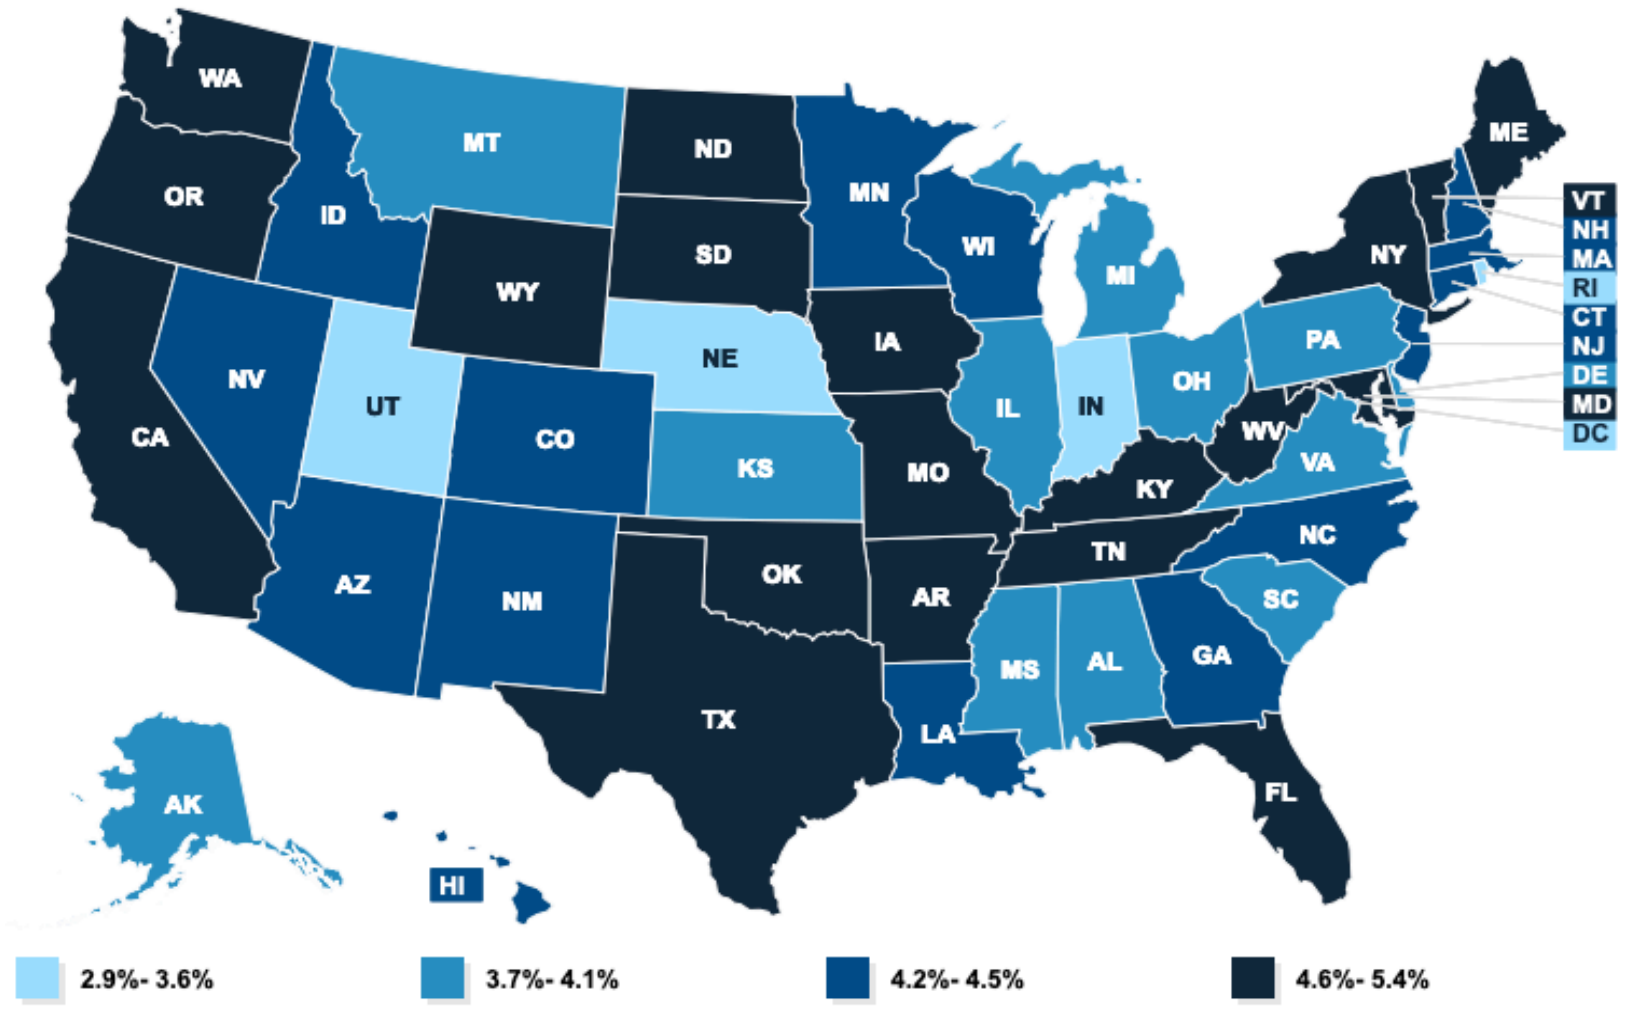 WA
MT
ND
ME
OR
ID
MN
VT
NH
WI
SD
NY
MA
MI
WY
RI
CT
IA
PA
NJ
NE
DE
NV
OH
UT
IN
IL
MD
WV
DC
CA
CO
VA
KS
MO
KY
NC
TN
OK
AZ
AR
NM
SC
GA
AL
MS
TX
LA
FL
AK
HI
2.9%- 3.6%
3.7%- 4.1%
4.2%- 4.5%
4.6%- 5.4%